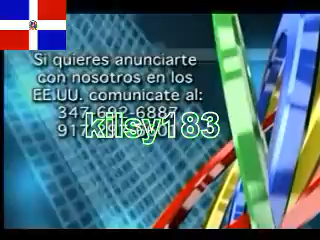 Si quieres anunciarte
con nosotros en los
EE.UU. comunicate al:
347 692-6887
917
kilsy183